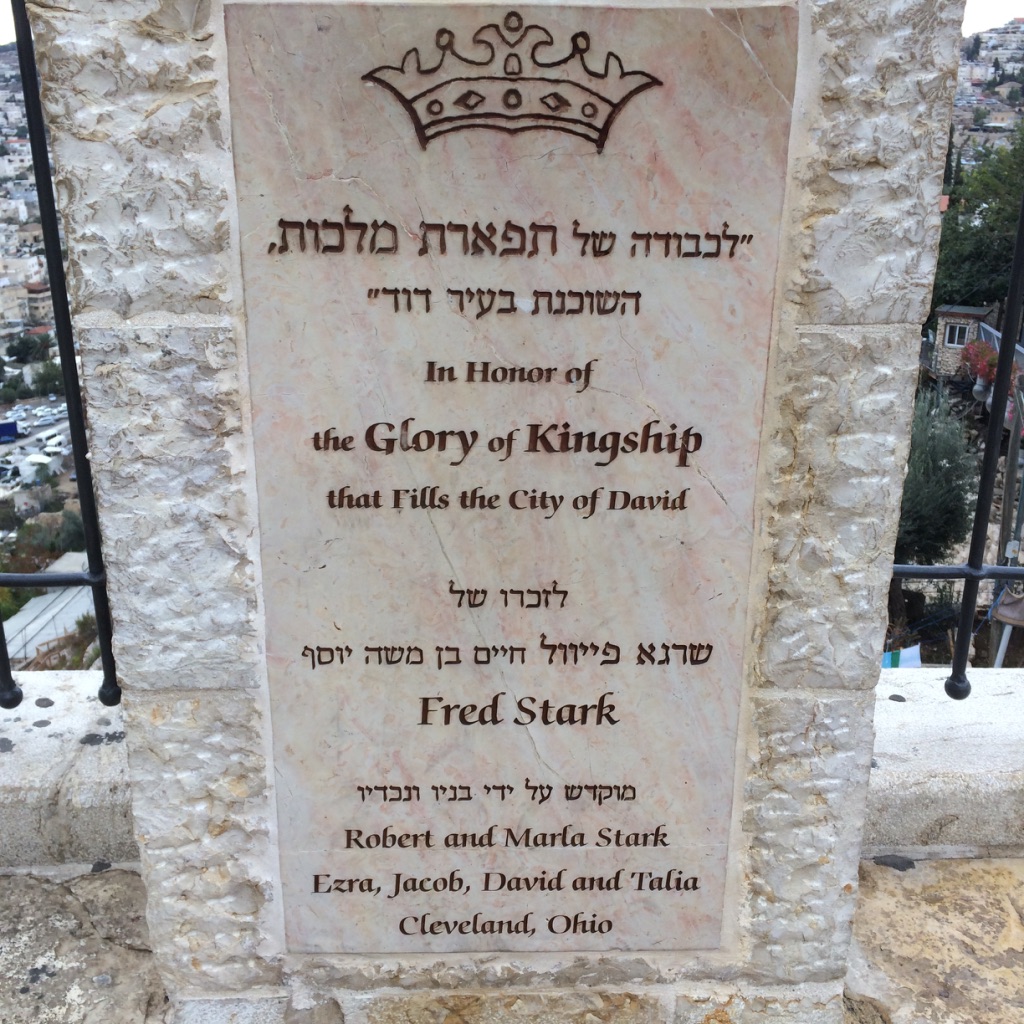 "לכבודה של תפארת מלכות,
השוכנת בעיר דוד"
In Honor of
the Glory of Kingship
that Fills the City of David
לזכרו של
שרגא פייוול חיים בן משה יוסף
Fred Stark
מוקדש על ידי בניו ונכדיו
Robert and Marla Stark
Ezra, Jacob, David and Talia
Cleveland, Ohio